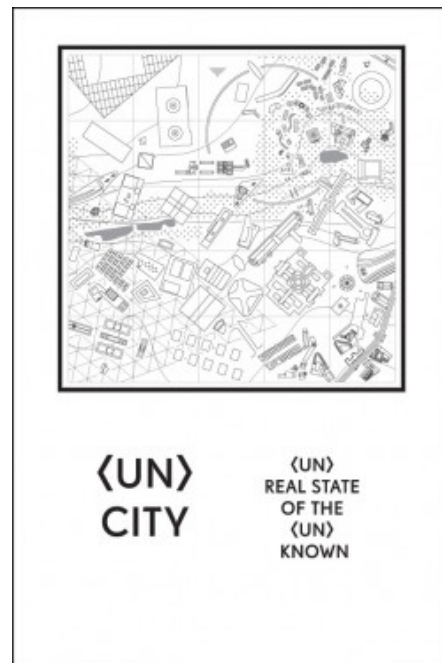 ⟨UN⟩
CITY
⟨UN⟩
REAL STATE
OF THE
⟨UN⟩
KNOWN